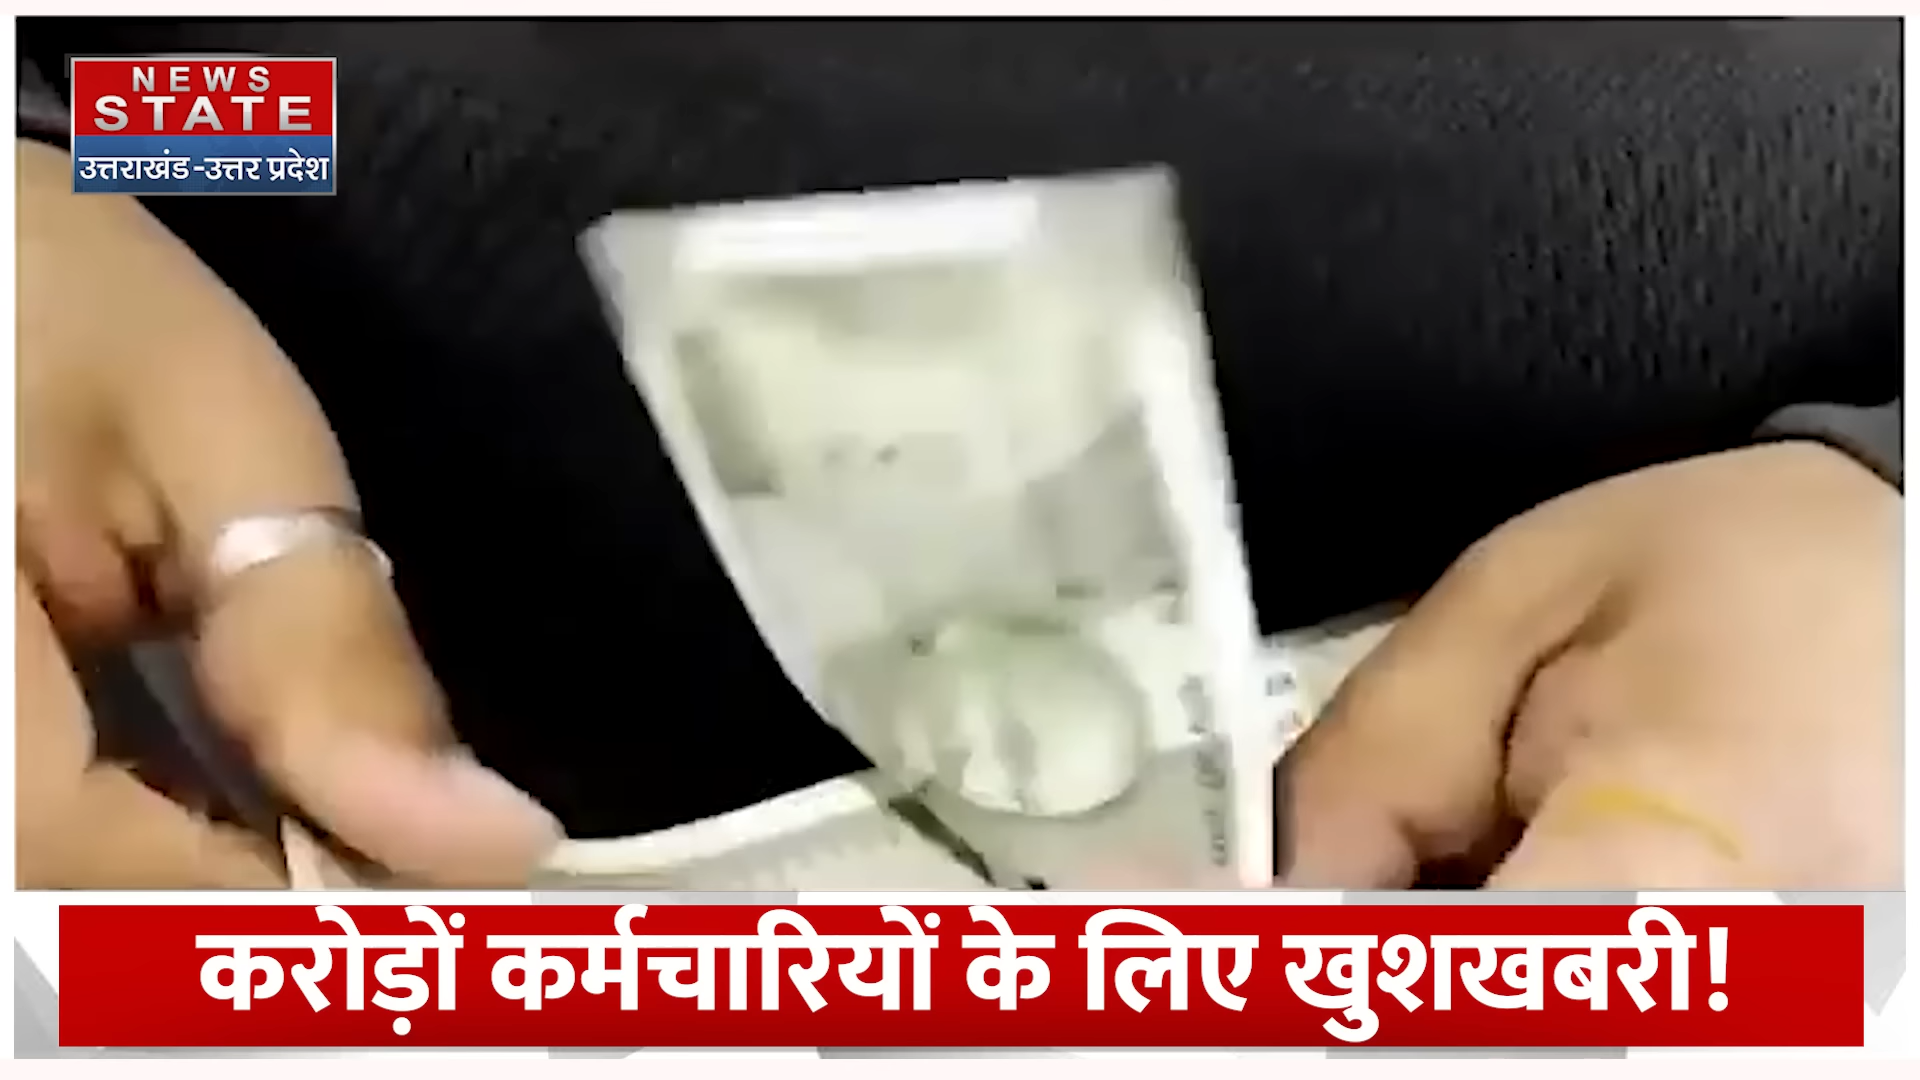 NEWS
STATE
उत्तराखंड-उत्तर प्रदेश
करोड़ों कर्मचारियों के लिए खुशखबरी!